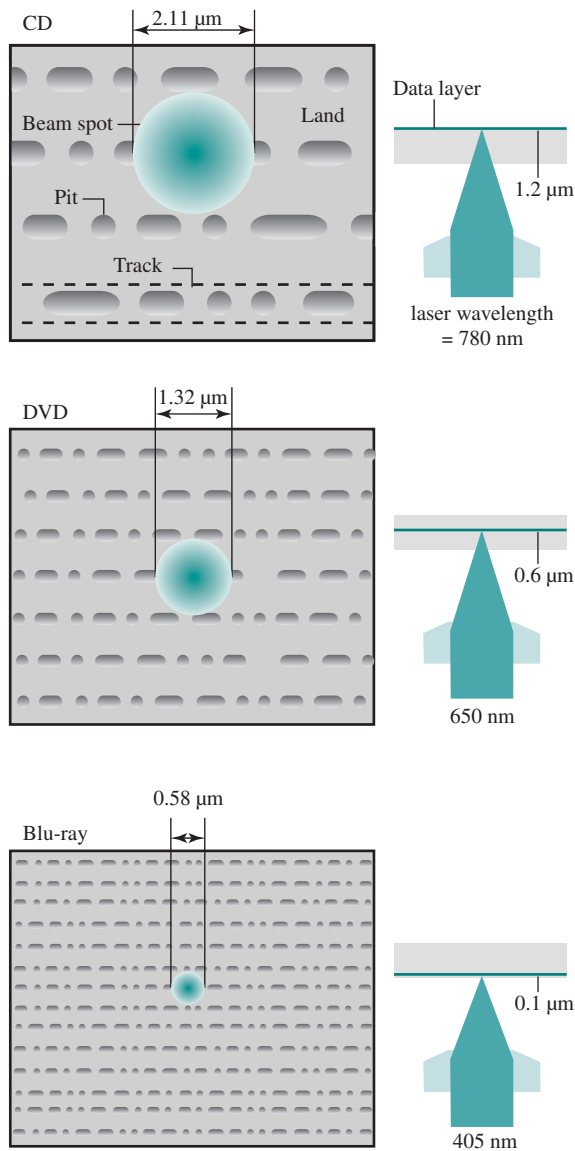 CD
2.11 µm
Data layer
Land
Beam spot
1.2 µm
Pit
Track
laser wavelength
= 780 nm
DVD
1.32 µm
0.6 µm
650 nm
0.58 µm
Blu-ray
0.1 µm
405 nm